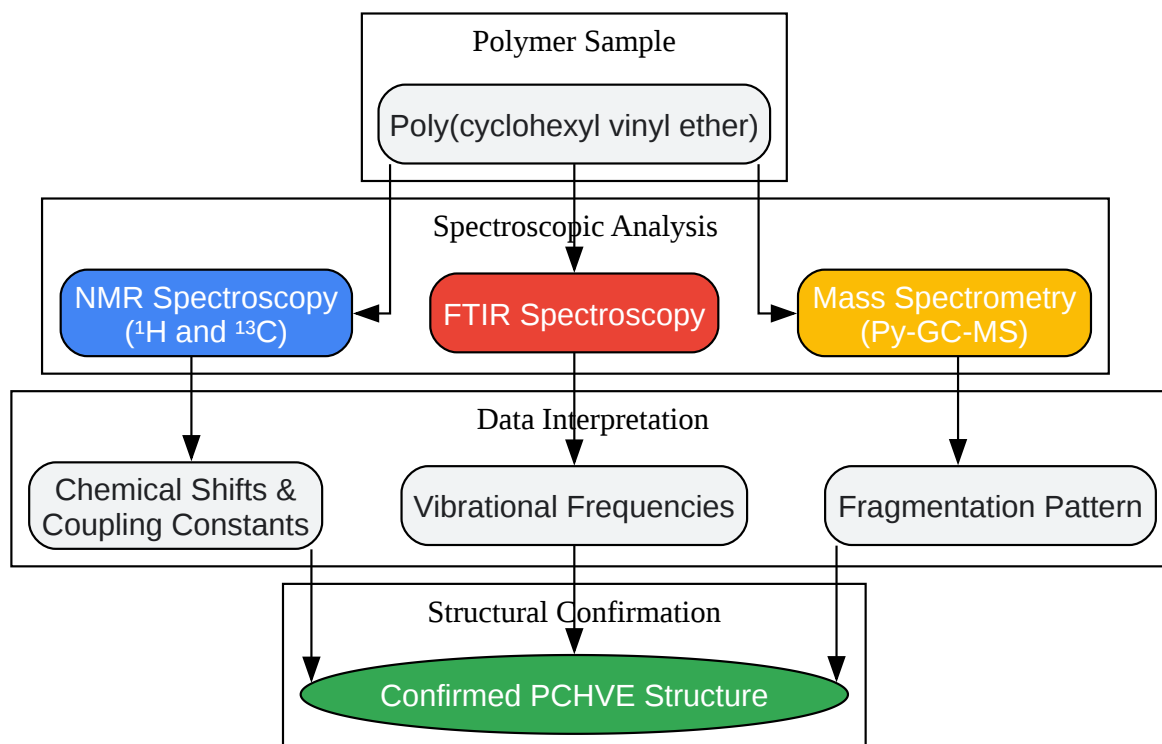 Polymer Sample
Poly(cyclohexyl vinyl ether)
Spectroscopic Analysis
NMR Spectroscopy
(¹H and ¹³C)
FTIR Spectroscopy
Mass Spectrometry
(Py-GC-MS)
Data Interpretation
Chemical Shifts &
Coupling Constants
Vibrational Frequencies
Fragmentation Pattern
Structural Confirmation
Confirmed PCHVE Structure